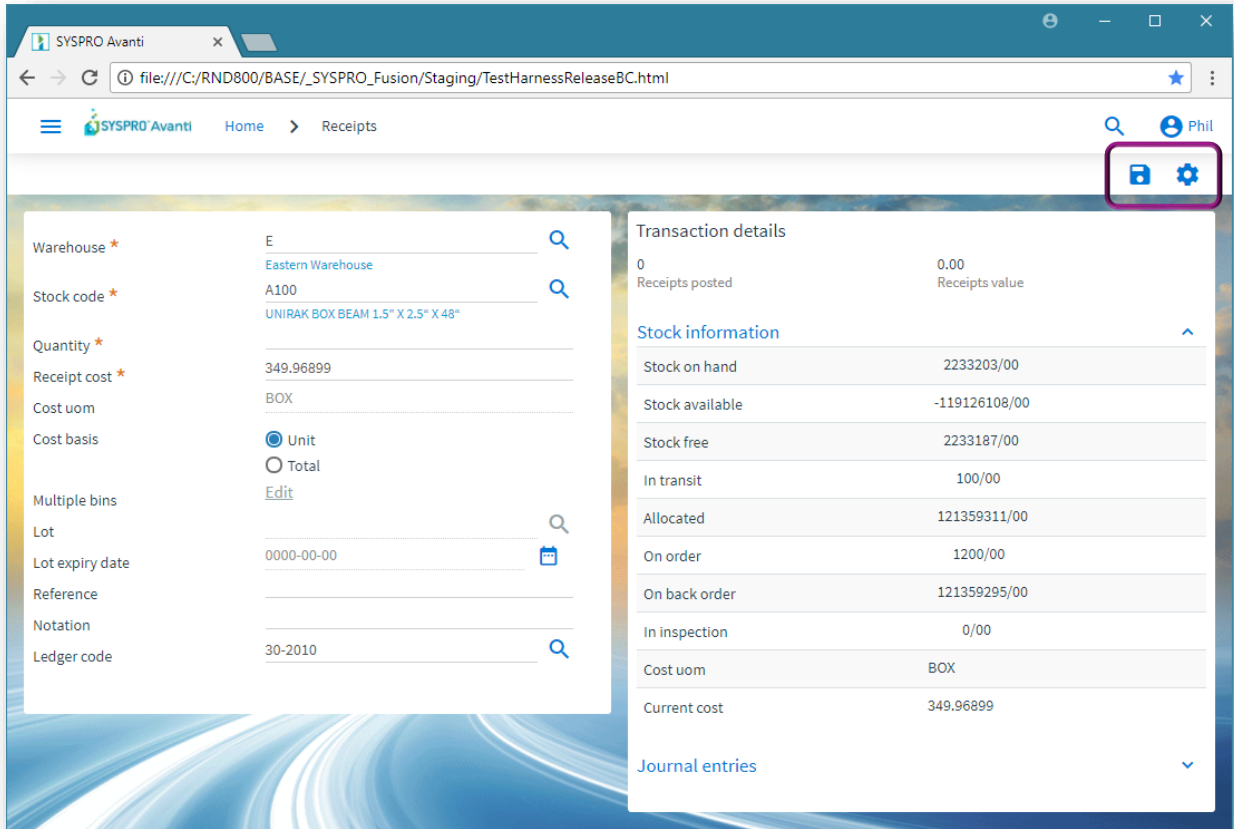 SYSPRO Avanti
file:///C:/RND800/BASE/_SYSPRO_Fusion/Staging/TestHarnessReleaseBC.html
SYSPRO Avanti Home Receipts Phil
Warehouse * E
Eastern Warehouse
Stock code * A100
UNIRAK BOX BEAM 1.5" X 2.5" X 48"
Quantity *
Receipt cost * 349.96899
Cost uom BOX
Cost basis Unit
Total
Multiple bins Edit
Lot
Lot expiry date 0000-00-00
Reference
Notation
Ledger code 30-2010
Transaction details
0 0.00
Receipts posted Receipts value
Stock information
Stock on hand 2233203/00
Stock available -119126108/00
Stock free 2233187/00
In transit 100/00
Allocated 121359311/00
On order 1200/00
On back order 121359295/00
In inspection 0/00
Cost uom BOX
Current cost 349.96899
Journal entries